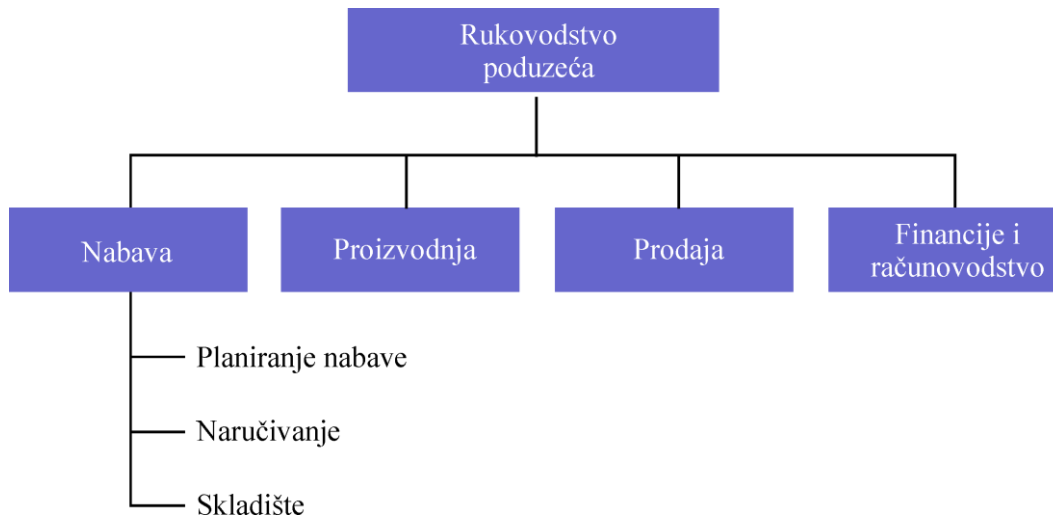 Rukovodstvo
poduzeća
Nabava
Proizvodnja
Prodaja
Financije i
računovodstvo
Planiranje nabave
Naručivanje
Skladište